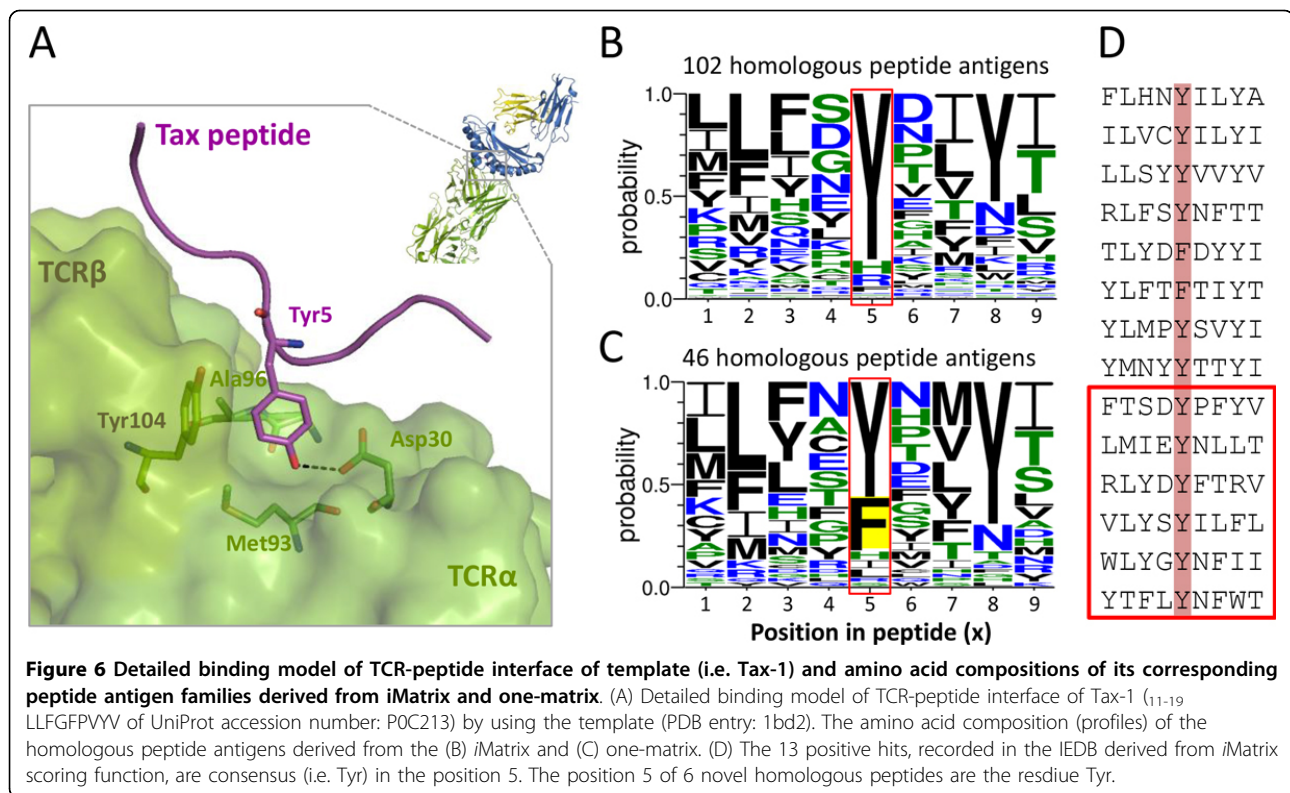 A
Tax peptide
TCRβ
Tyr5
Ala96
Tyr104
Asp30
Met93
TCRα
B
102 homologous peptide antigens
probability
1.0
0.5
0.0
1 2 3 4 5 6 7 8 9
C
46 homologous peptide antigens
probability
1.0
0.5
0.0
1 2 3 4 5 6 7 8 9
Position in peptide (x)
D
FLHNYILYA
ILVCYILYI
LLSYYVVYV
RLFSYNFTT
TLYDFDYYI
YLFTFTIYT
YLMPYSVYI
YMNYYTTYI
FTSDYPFYV
LMIEYNLLT
RLYDYFTRV
VLYSYILFL
WLYGYNFII
YTFLYNFWT
Figure 6 Detailed binding model of TCR-peptide interface of template (i.e. Tax-1) and amino acid compositions of its corresponding
peptide antigen families derived from iMatrix and one-matrix. (A) Detailed binding model of TCR-peptide interface of Tax-1 (11-19
LLFGFPVYV of UniProt accession number: P0C213) by using the template (PDB entry: 1bd2). The amino acid composition (profiles) of the
homologous peptide antigens derived from the (B) iMatrix and (C) one-matrix. (D) The 13 positive hits, recorded in the IEDB derived from iMatrix
scoring function, are consensus (i.e. Tyr) in the position 5. The position 5 of 6 novel homologous peptides are the resdiue Tyr.